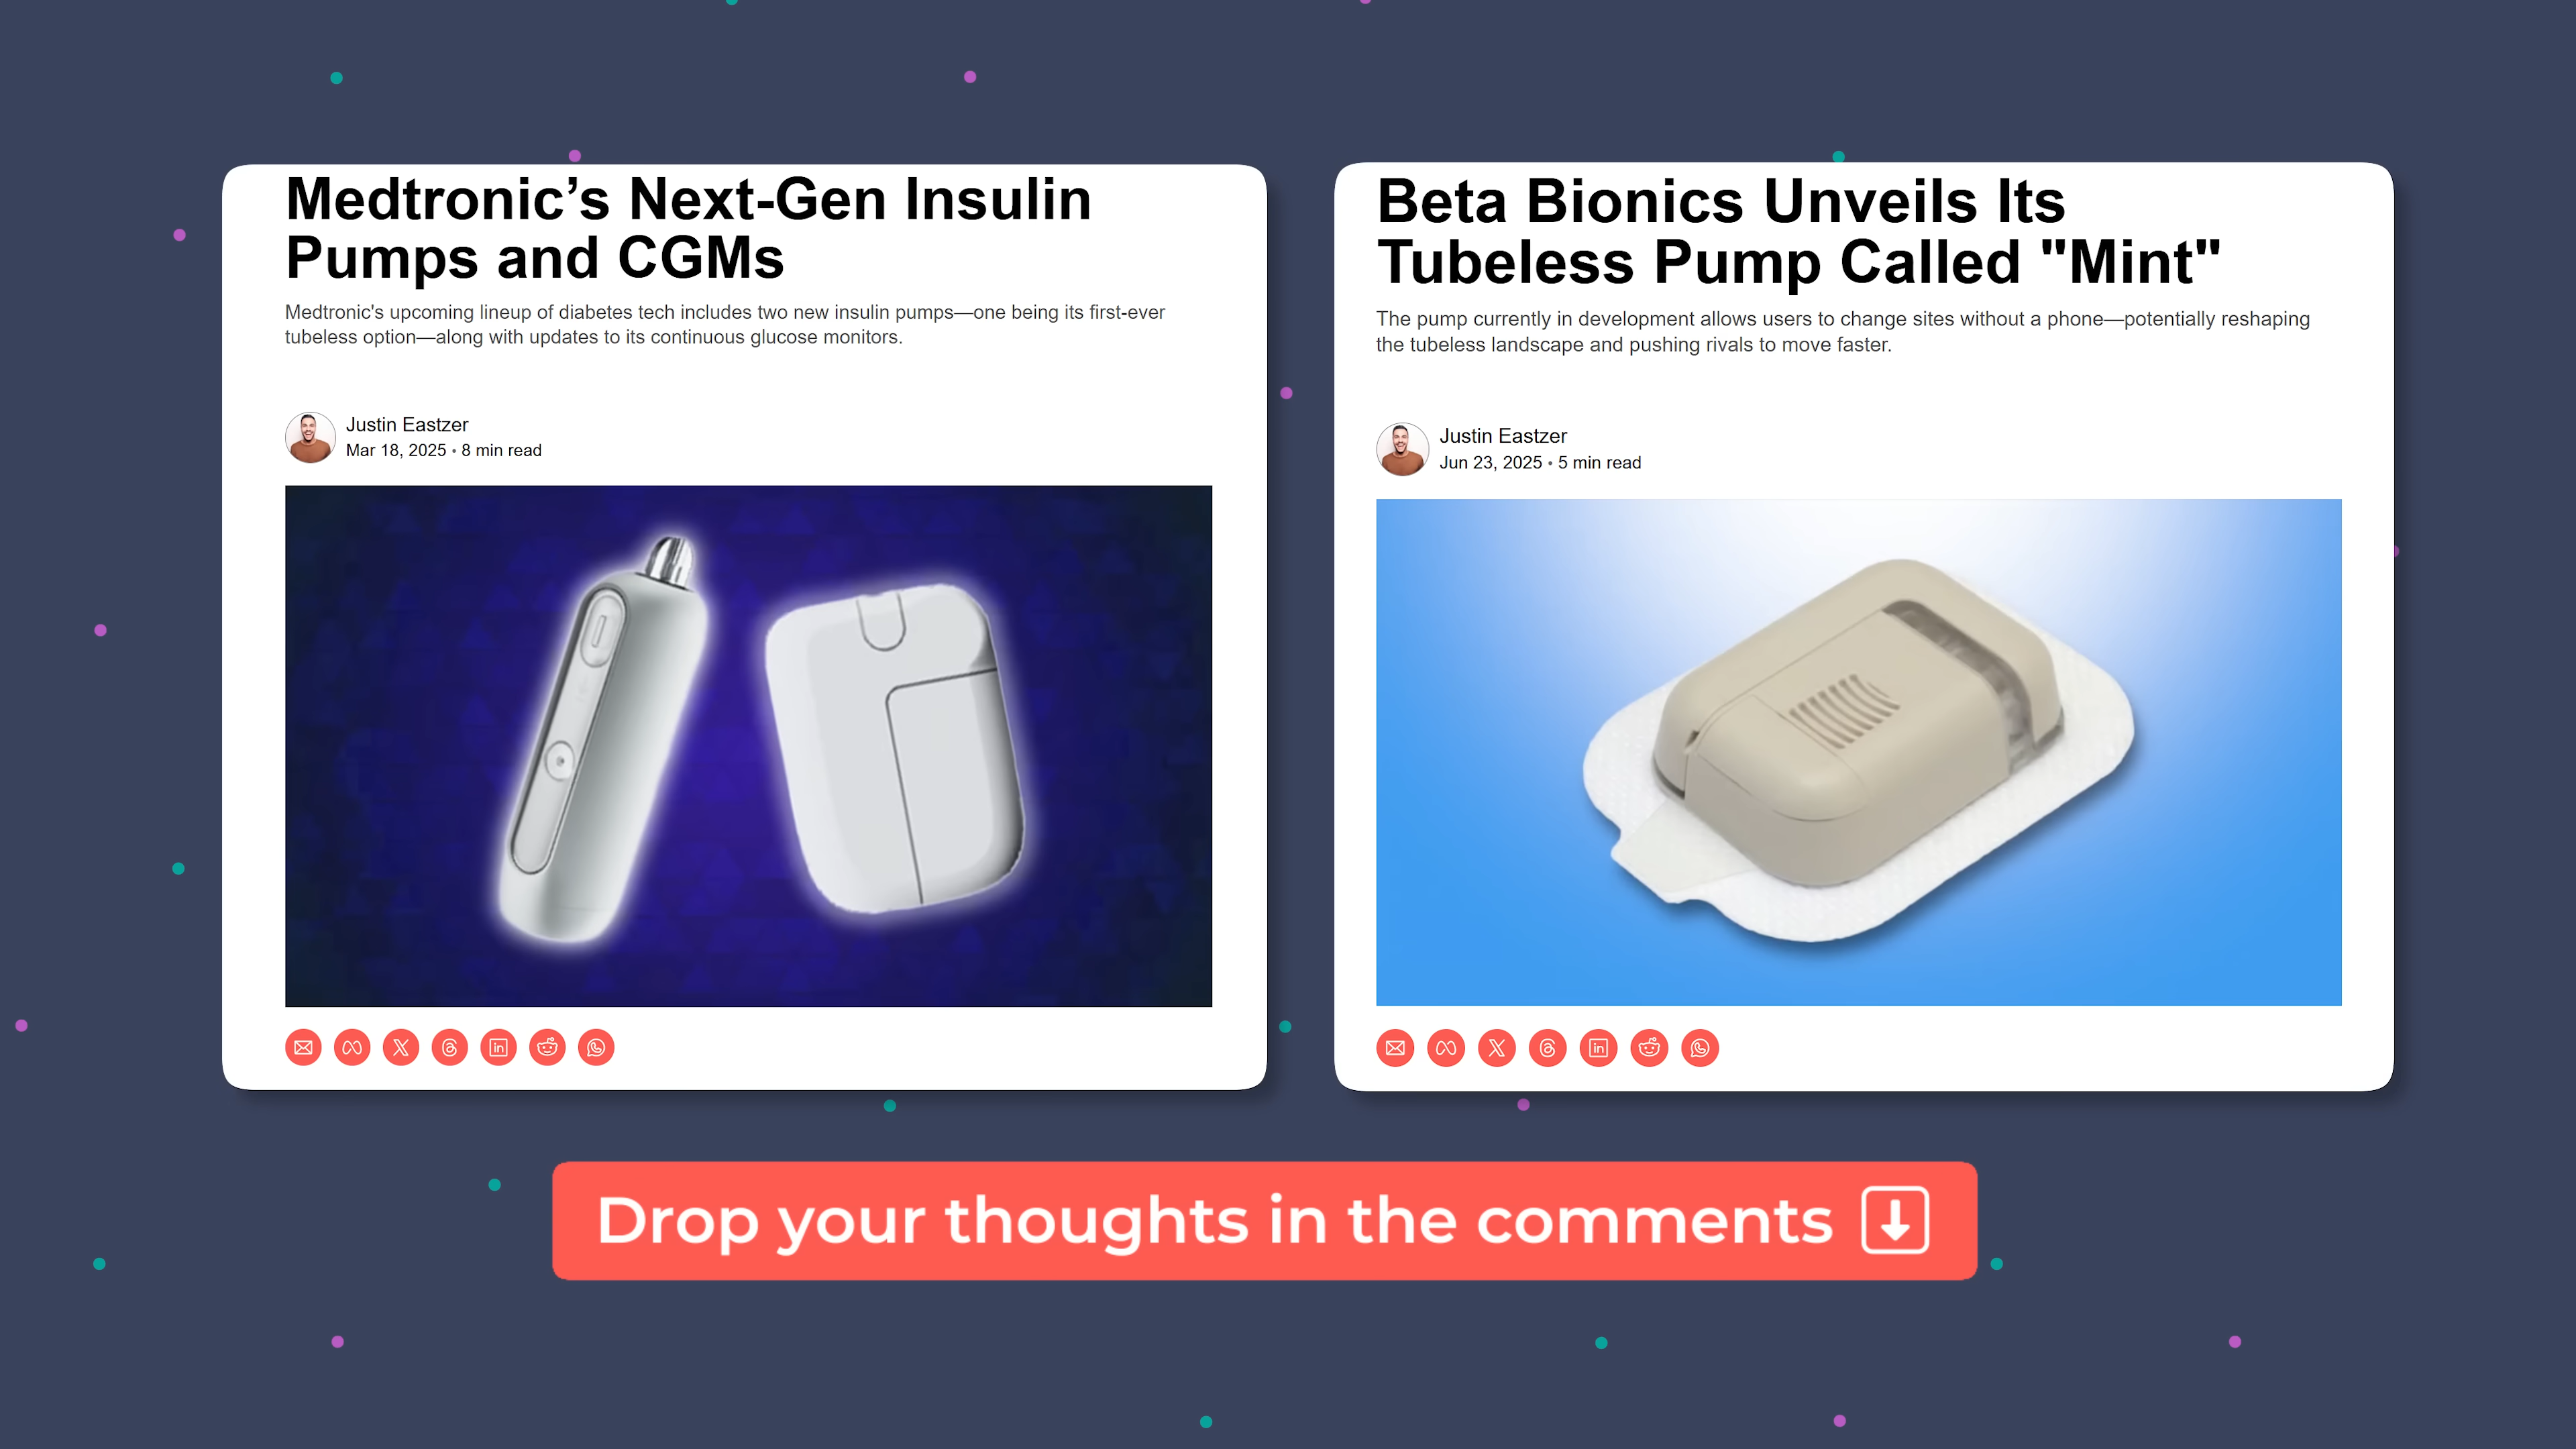 Medtronic’s Next-Gen Insulin
Pumps and CGMs
Medtronic's upcoming lineup of diabetes tech includes two new insulin pumps—one being its first-ever
tubeless option—along with updates to its continuous glucose monitors.
Justin Eastzer
Mar 18, 2025 • 8 min read
Beta Bionics Unveils Its
Tubeless Pump Called "Mint"
The pump currently in development allows users to change sites without a phone—potentially reshaping
the tubeless landscape and pushing rivals to move faster.
Justin Eastzer
Jun 23, 2025 • 5 min read
Drop your thoughts in the comments